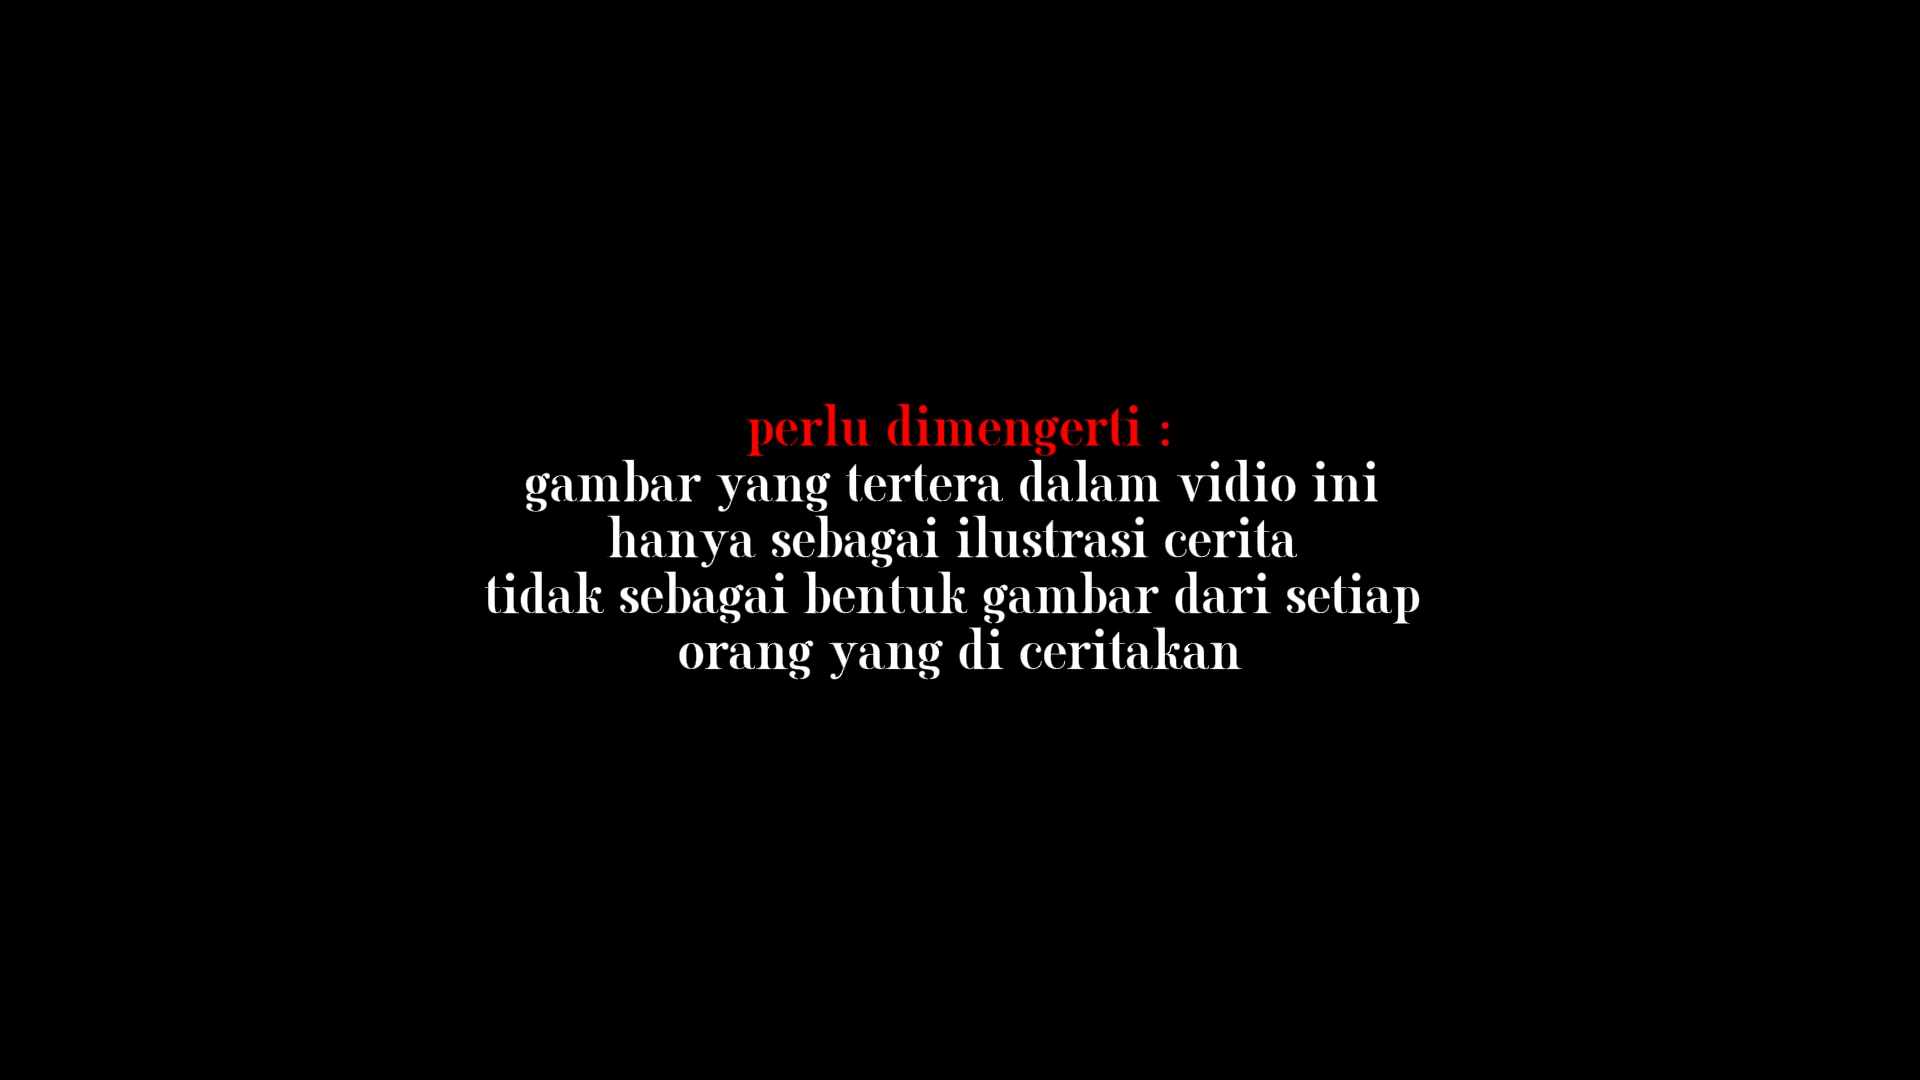 perlu dimengerti :
gambar yang tertera dalam vidio ini
hanya sebagai ilustrasi cerita
tidak sebagai bentuk gambar dari setiap
orang yang di ceritakan